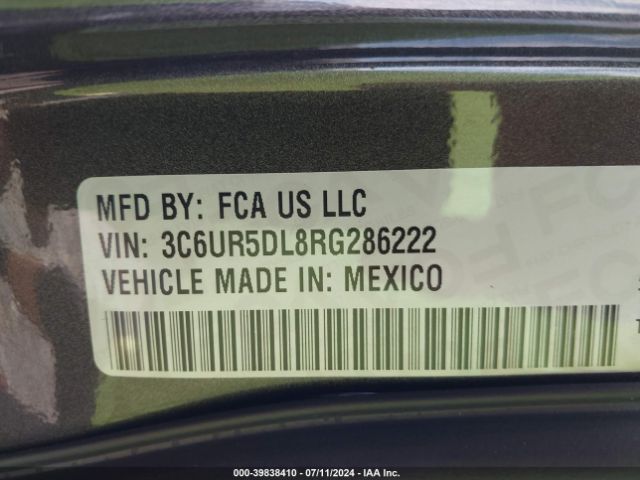 MFD BY: FCA US LLC
VIN: 3C6UR5DL8RG286222
VEHICLE MADE IN: MEXICO
000-39838410 - 07/11/2024 - IAA Inc.